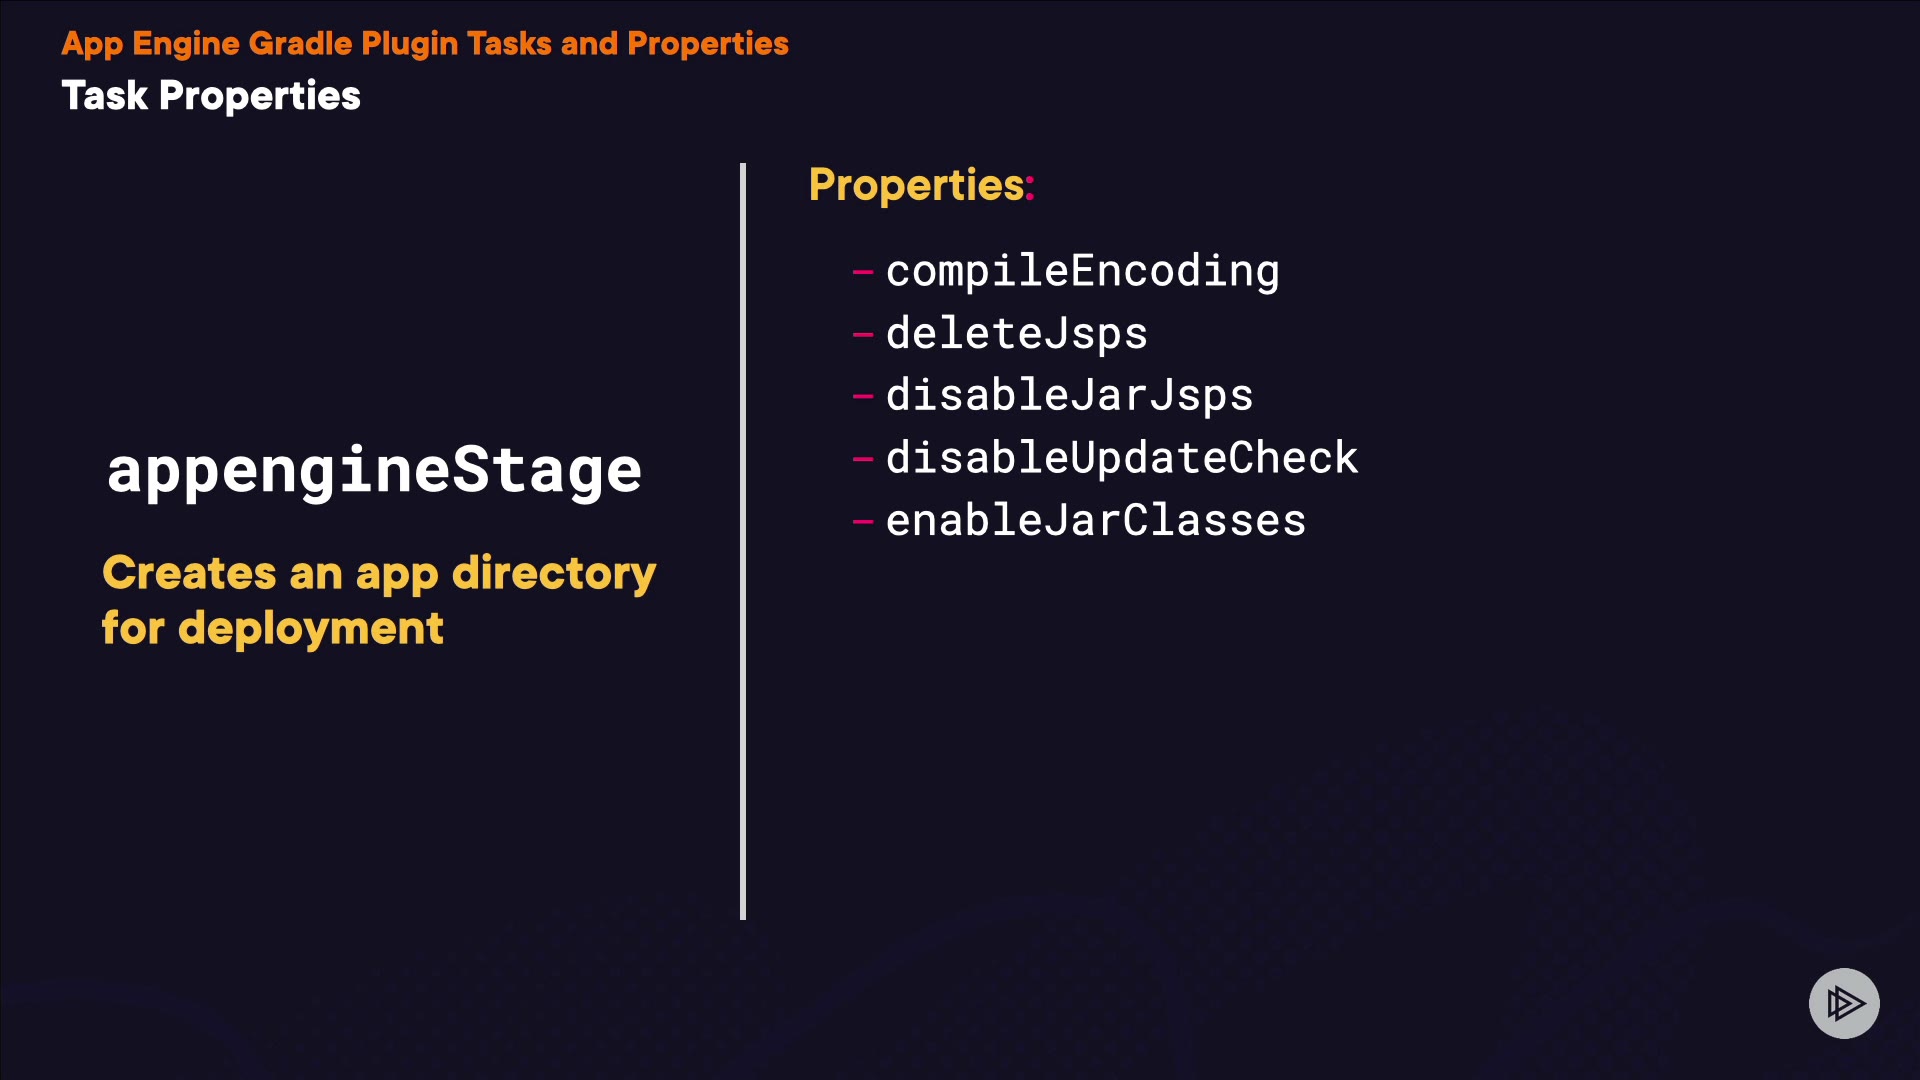 App Engine Gradle Plugin Tasks and Properties
Task Properties
appengineStage
Creates an app directory
for deployment
Properties:
– compileEncoding
– deleteJsps
– disableJarJsps
– disableUpdateCheck
– enableJarClasses